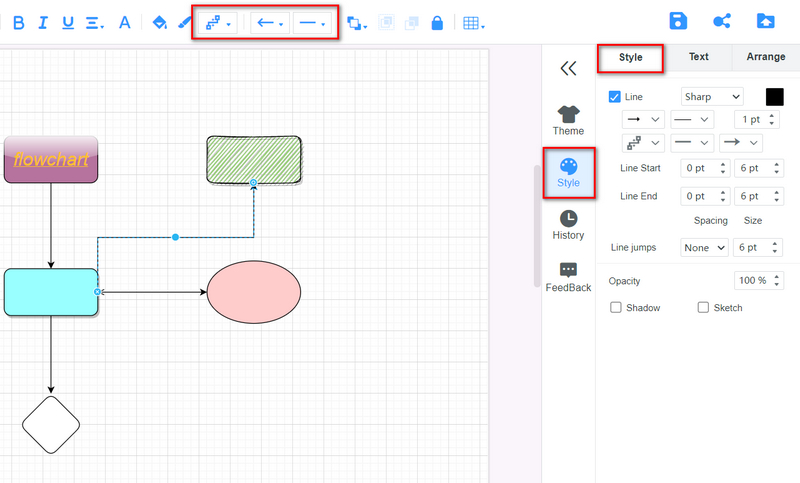 B I U A
Style Text Arrange
Line Sharp
Theme
1 pt
Style
Line Start 0 pt 6 pt
Line End 0 pt 6 pt
Spacing Size
History
Line jumps None 6 pt
FeedBack
Opacity 100 %
Shadow Sketch
flowchart